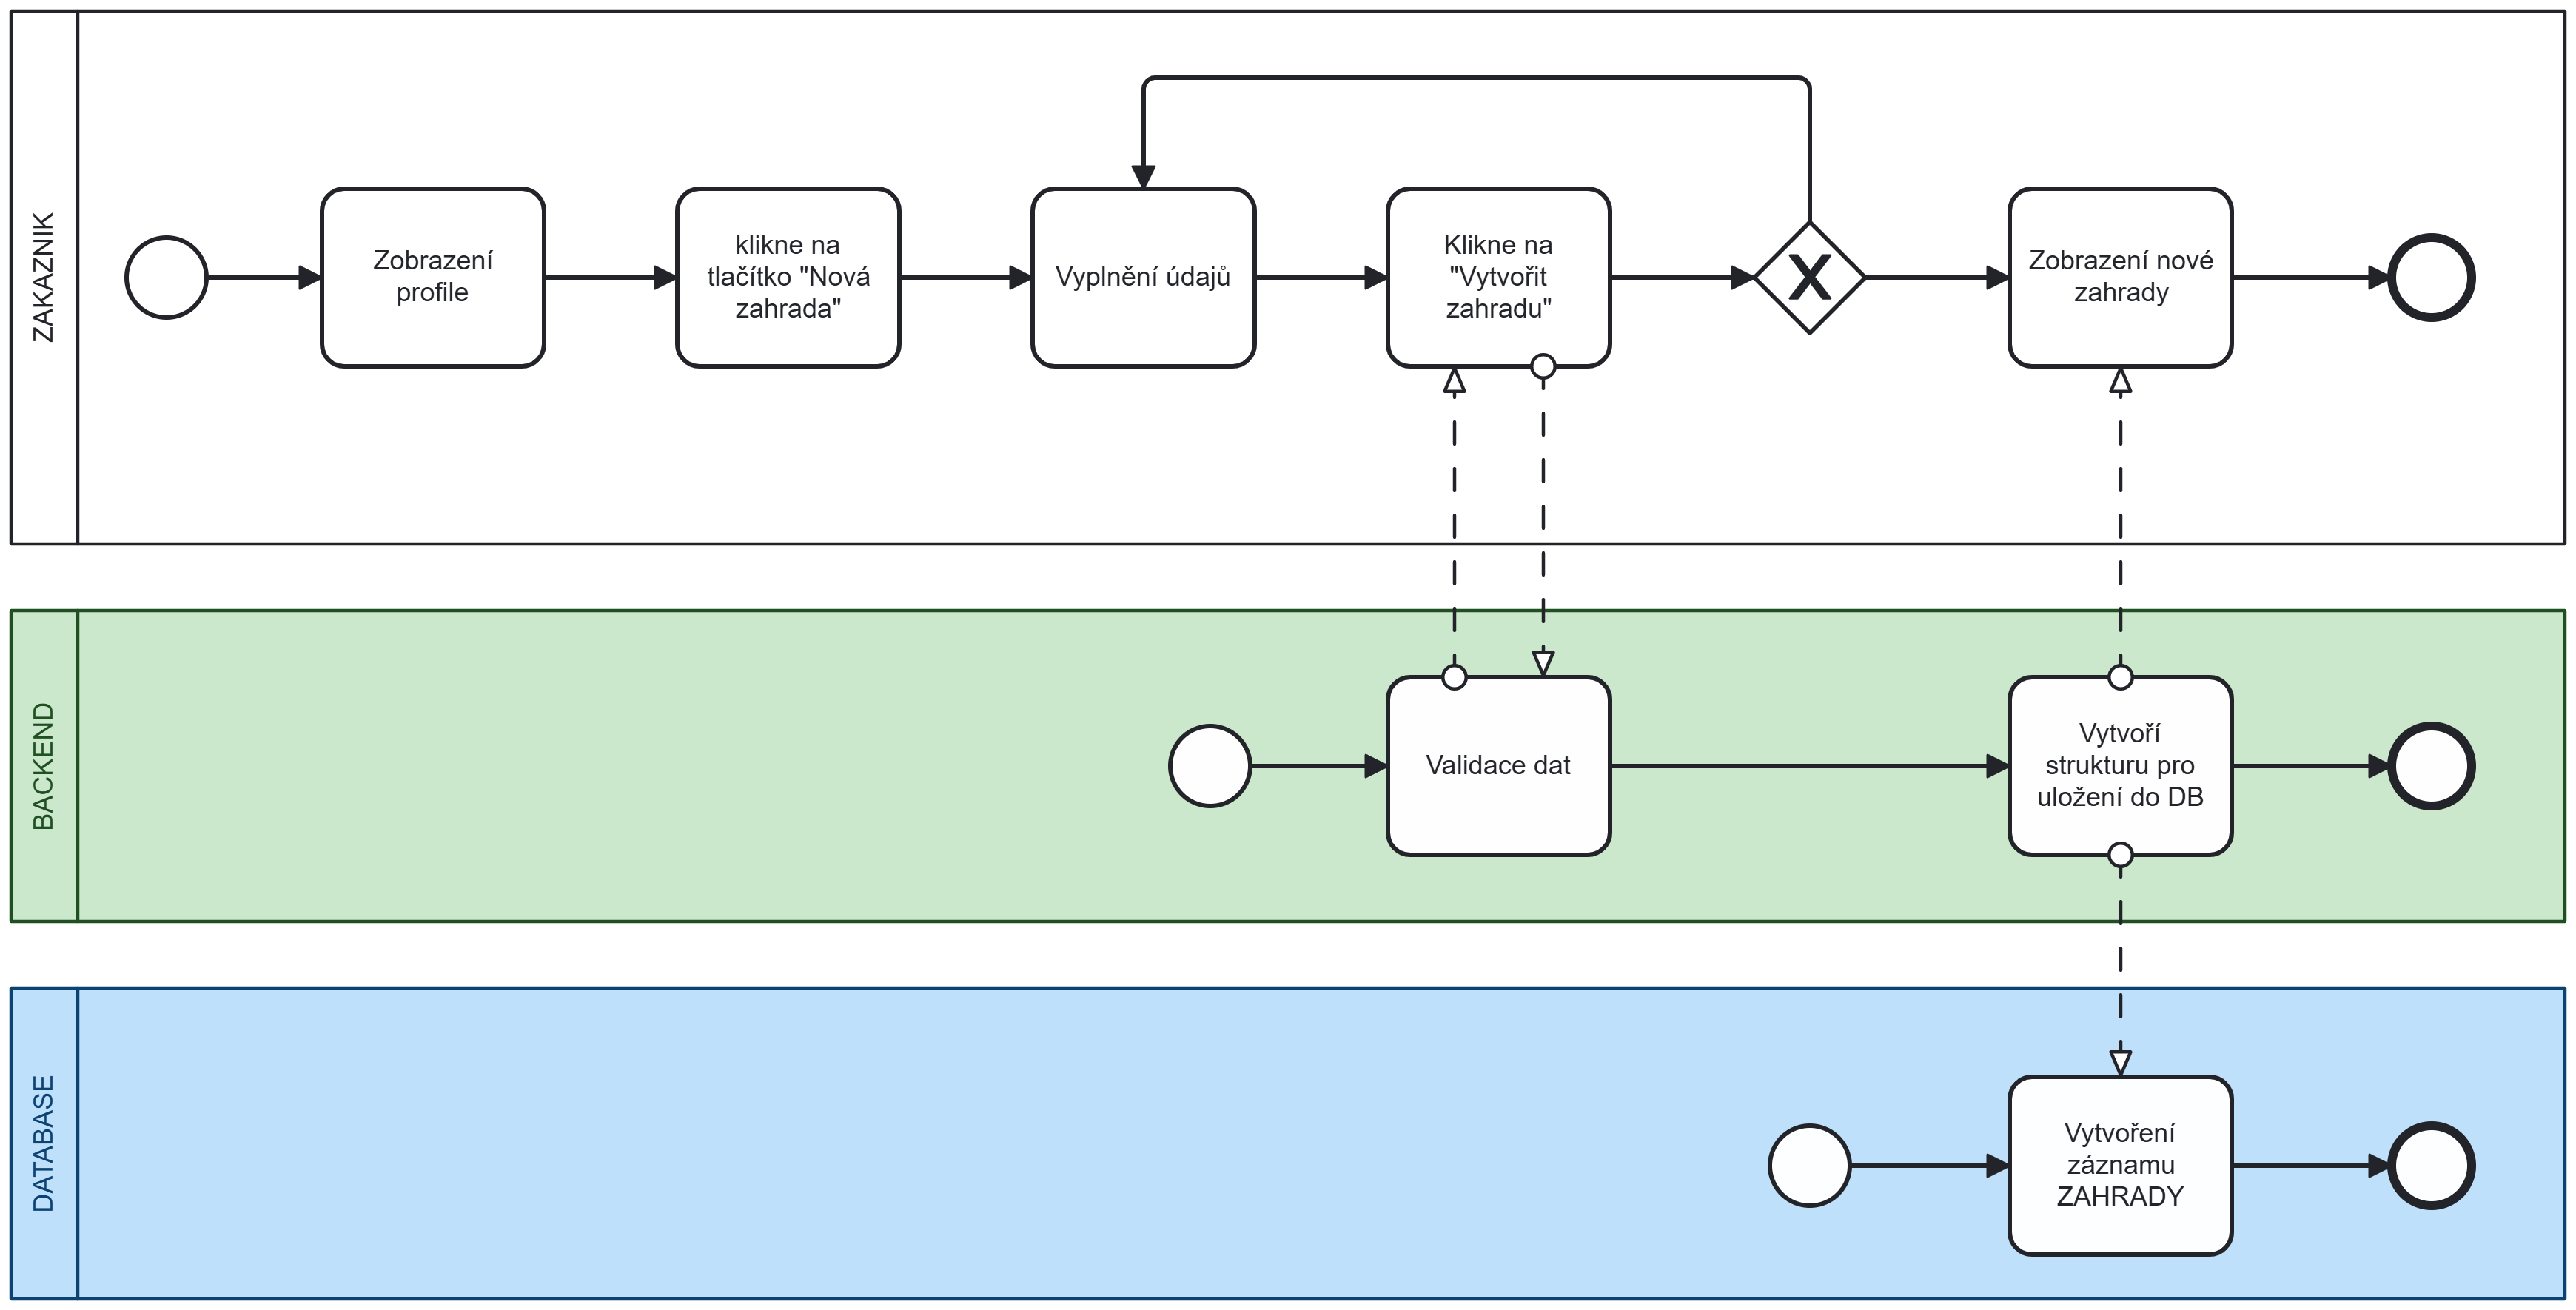 ZAKAZNIK
Zobrazení
profile
klikne na
tlačítko "Nová
zahrada"
Vyplnění údajů
Klikne na
"Vytvořit
zahradu"
X
Zobrazení nové
zahrady
BACKEND
Validace dat
Vytvoří
strukturu pro
uložení do DB
DATABASE
Vytvoření
záznamu
ZAHRADY